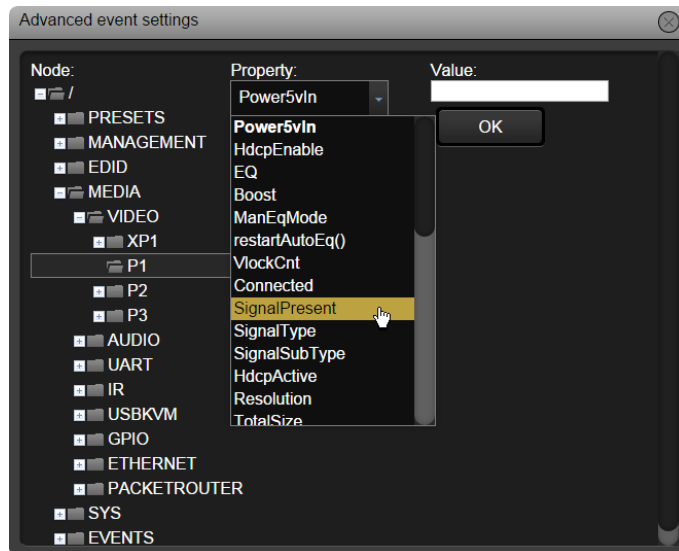 Advanced event settings
Node:
/
PRESETS
MANAGEMENT
EDID
MEDIA
VIDEO
XP1
P1
P2
P3
AUDIO
UART
IR
USBKVM
GPIO
ETHERNET
PACKETROUTER
SYS
EVENTS
Property:
Power5vIn
Power5vIn
HdcpEnable
EQ
Boost
ManEqMode
restartAutoEq()
VlockCnt
Connected
SignalPresent
SignalType
SignalSubType
HdcpActive
Resolution
TotalSize
Value:
OK